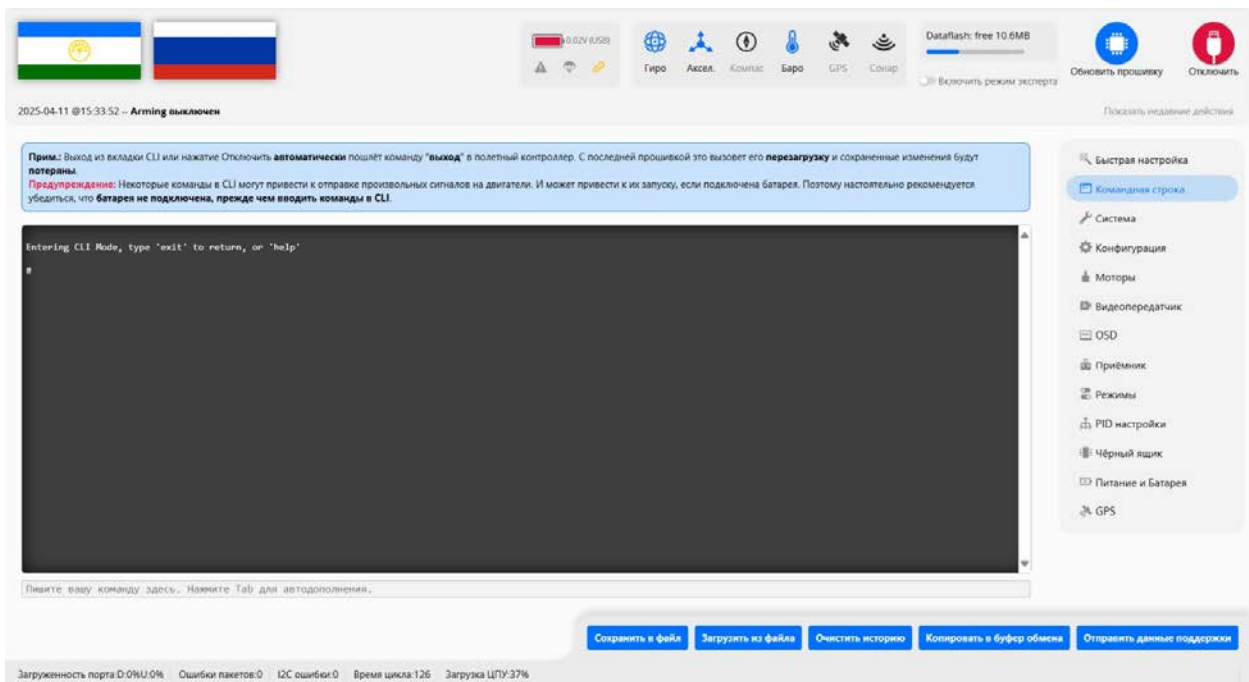 0.02V (USB)
Гиро
Аксел.
Компас
Баро
GPS
Сонар
Dataflash: free 10.6MB
Включить режим эксперта
Обновить прошивку
Отключить
2025-04-11 @15:33:52 -- Arming выключен
Показать недавние действия
Прим.: Выход из вкладки CLI или нажатие Отключить автоматически пошлёт команду "выход" в полетный контроллер. С последней прошивкой это вызовет его перезагрузку и сохраненные изменения будут
потеряны.
Предупреждение: Некоторые команды в CLI могут привести к отправке произвольных сигналов на двигатели. И может привести к их запуску, если подключена батарея. Поэтому настоятельно рекомендуется
убедиться, что батарея не подключена, прежде чем вводить команды в CLI.
Entering CLI Mode, type 'exit' to return, or 'help'
#
Пишите вашу команду здесь. Нажмите Tab для автодополнения.
Быстрая настройка
Командная строка
Система
Конфигурация
Моторы
Видеопередатчик
OSD
Приёмник
Режимы
PID настройки
Чёрный ящик
Питание и Батарея
GPS
Сохранить в файл
Загрузить из файла
Очистить историю
Копировать в буфер обмена
Отправить данные поддержки
Загруженность порта D:0%U:0%
Ошибки пакетов:0
I2C ошибки:0
Время цикла:126
Загрузка ЦПУ:37%